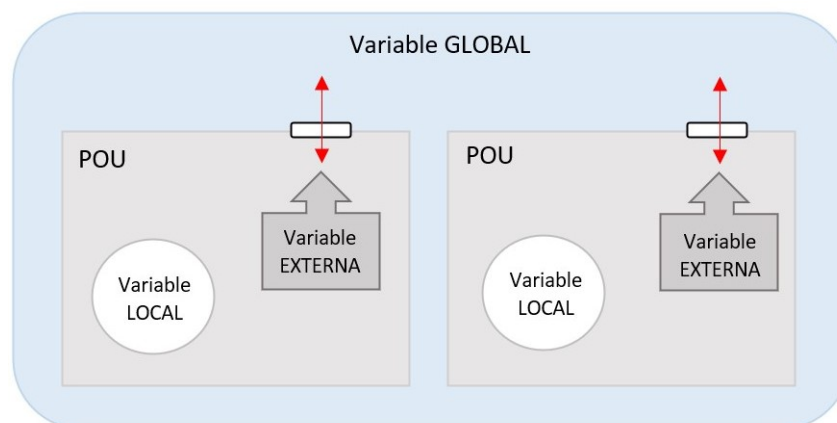 Variable GLOBAL
POU
Variable
EXTERNA
Variable
LOCAL
POU
Variable
EXTERNA
Variable
LOCAL